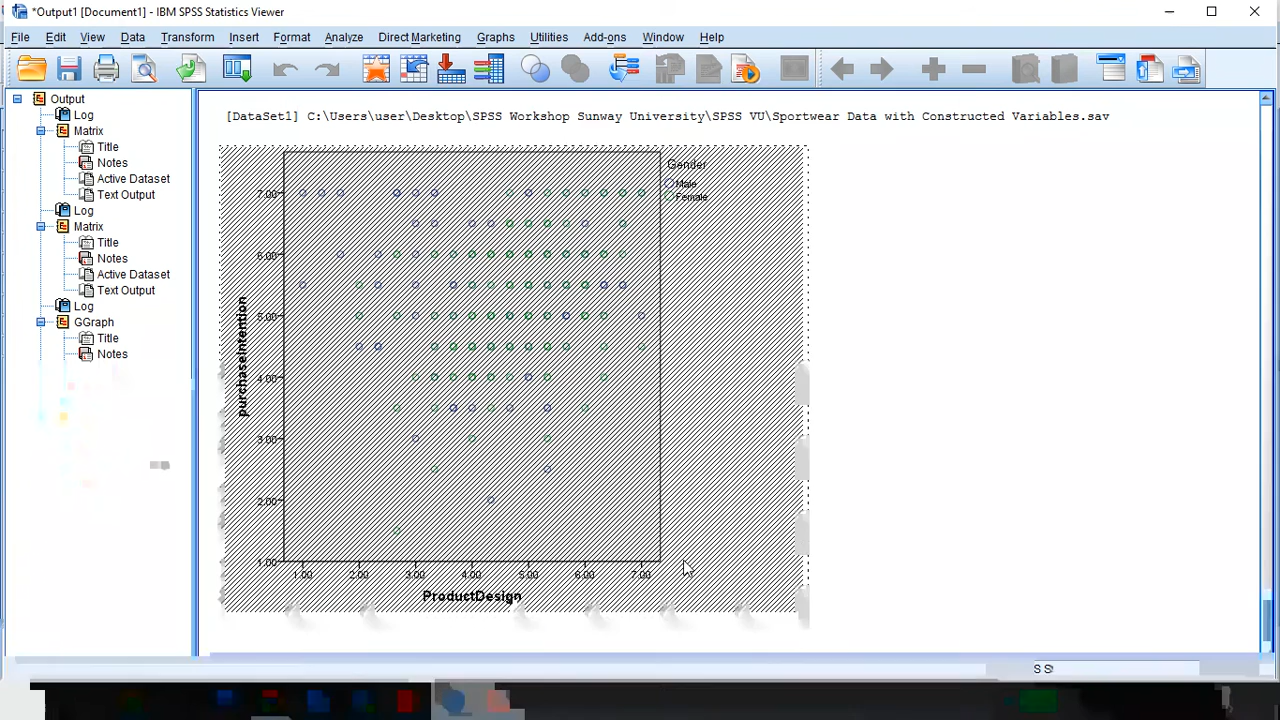 *Output1 [Document1] - IBM SPSS Statistics Viewer
File Edit View Data Transform Insert Format Analyze Direct Marketing Graphs Utilities Add-ons Window Help
Output
Log
Matrix
Title
Notes
Active Dataset
Text Output
Log
Matrix
Title
Notes
Active Dataset
Text Output
Log
GGraph
Title
Notes
[DataSet1] C:\Users\user\Desktop\SPSS Workshop Sunway University\SPSS VU\Sportwear Data with Constructed Variables.sav
Gender
Male
Female
7.00
6.00
5.00
4.00
3.00
2.00
1.00
purchaseIntention
1.00 2.00 3.00 4.00 5.00 6.00 7.00
ProductDesign